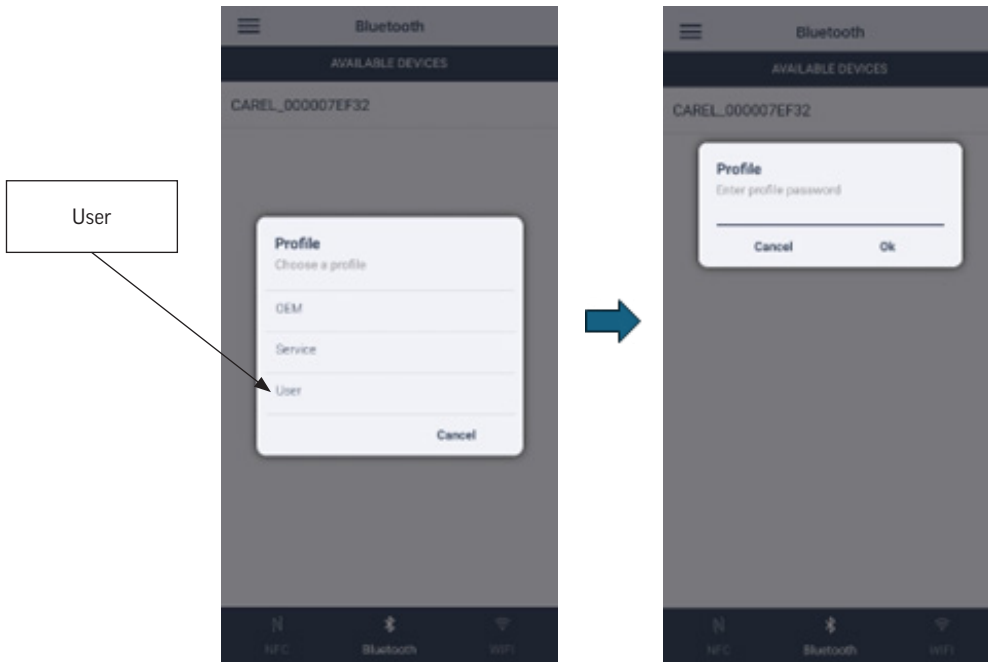 User
Bluetooth
AVAILABLE DEVICES
CAREL_000007EF32
Profile
Choose a profile
OEM
Service
User
Cancel
NFC
Bluetooth
WIFI
Bluetooth
AVAILABLE DEVICES
CAREL_000007EF32
Profile
Enter profile password
Cancel Ok
NFC
Bluetooth
WIFI